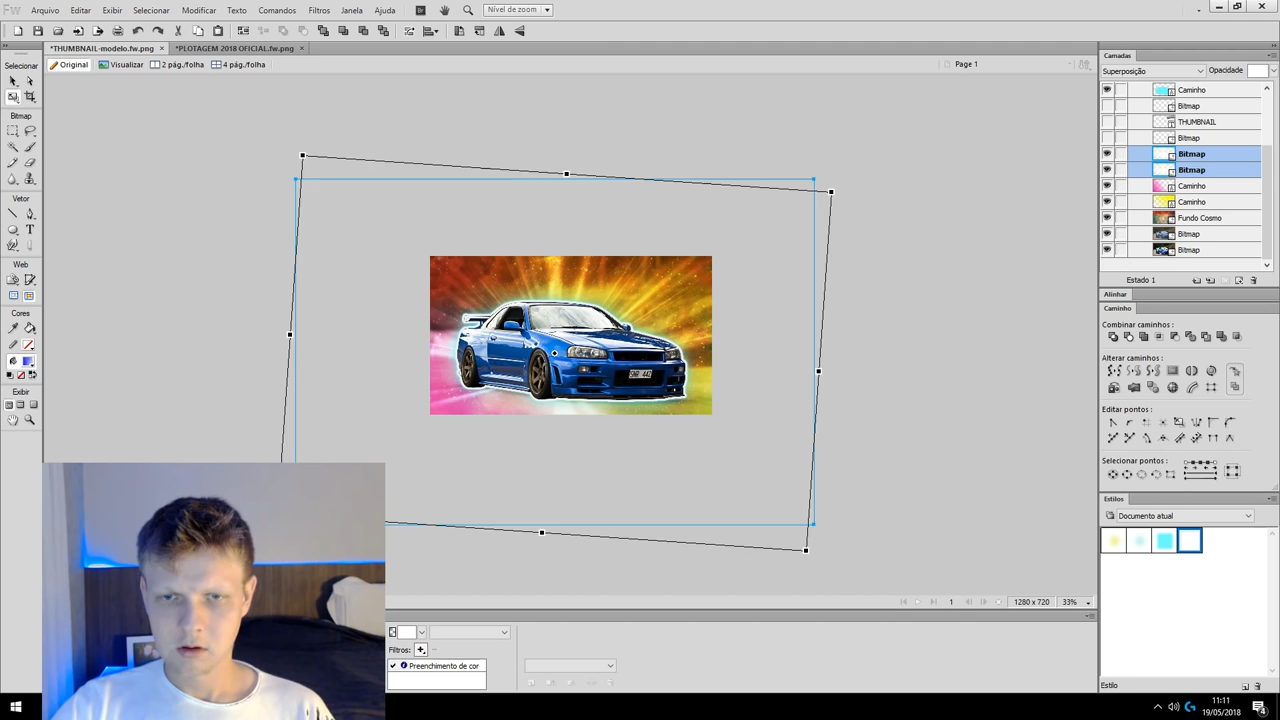 Fw Arquivo Editar Exibir Selecionar Modificar Texto Comandos Filtros Janela Ajuda Br Nível de zoom
*THUMBNAIL-modelo.fw.png × *PLOTAGEM 2018 OFICIAL.fw.png ×
Selecionar
Original Visualizar 2 pág./folha 4 pág./folha Page 1
Bitmap
Vetor
Web
Cores
Exibir
Camadas
Superposição Opacidade
Caminho
Bitmap
THUMBNAIL
Bitmap
Bitmap
Bitmap
Caminho
Caminho
Fundo Cosmo
Bitmap
Bitmap
Estado 1
Alinhar
Caminho
Combinar caminhos:
Alterar caminhos:
Editar pontos:
Selecionar pontos:
Estilos
Documento atual
1 1280 x 720 33%
Filtros:
Preenchimento de cor
Estilo
11:11
19/05/2018
4